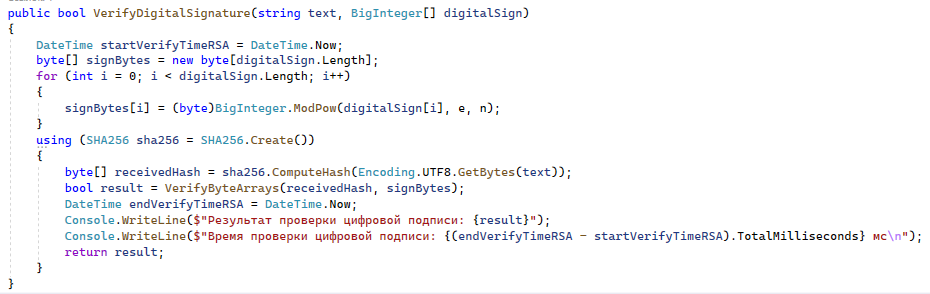 public bool VerifyDigitalSignature(string text, BigInteger[] digitalSign)
{
DateTime startVerifyTimeRSA = DateTime.Now;
byte[] signBytes = new byte[digitalSign.Length];
for (int i = 0; i < digitalSign.Length; i++)
{
signBytes[i] = (byte)BigInteger.ModPow(digitalSign[i], e, n);
}
using (SHA256 sha256 = SHA256.Create())
{
byte[] receivedHash = sha256.ComputeHash(Encoding.UTF8.GetBytes(text));
bool result = VerifyByteArrays(receivedHash, signBytes);
DateTime endVerifyTimeRSA = DateTime.Now;
Console.WriteLine($"Результат проверки цифровой подписи: {result}");
Console.WriteLine($"Время проверки цифровой подписи: {(endVerifyTimeRSA - startVerifyTimeRSA).TotalMilliseconds} мс\n");
return result;
}
}